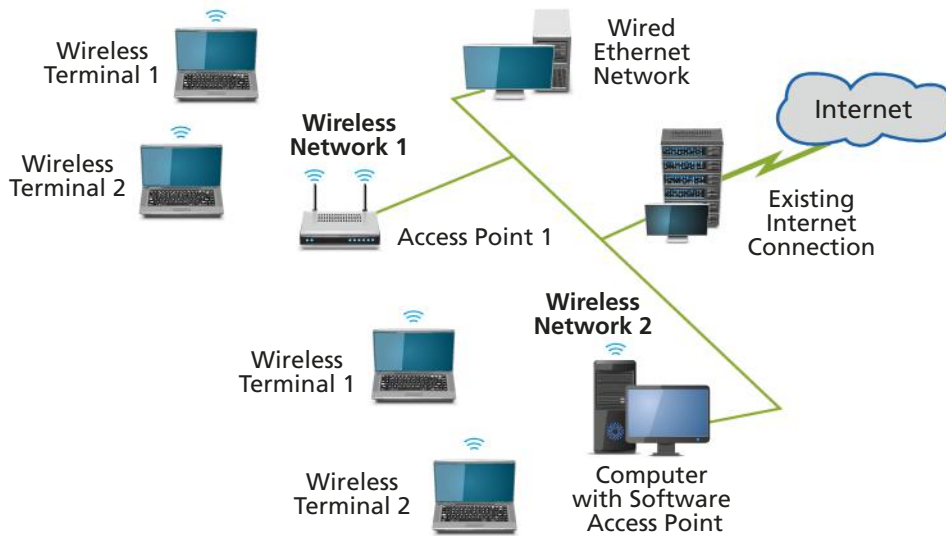 Wireless
Terminal 1
Wired
Ethernet
Network
Internet
Wireless
Network 1
Wireless
Terminal 2
Access Point 1
Existing
Internet
Connection
Wireless
Network 2
Wireless
Terminal 1
Wireless
Terminal 2
Computer
with Software
Access Point